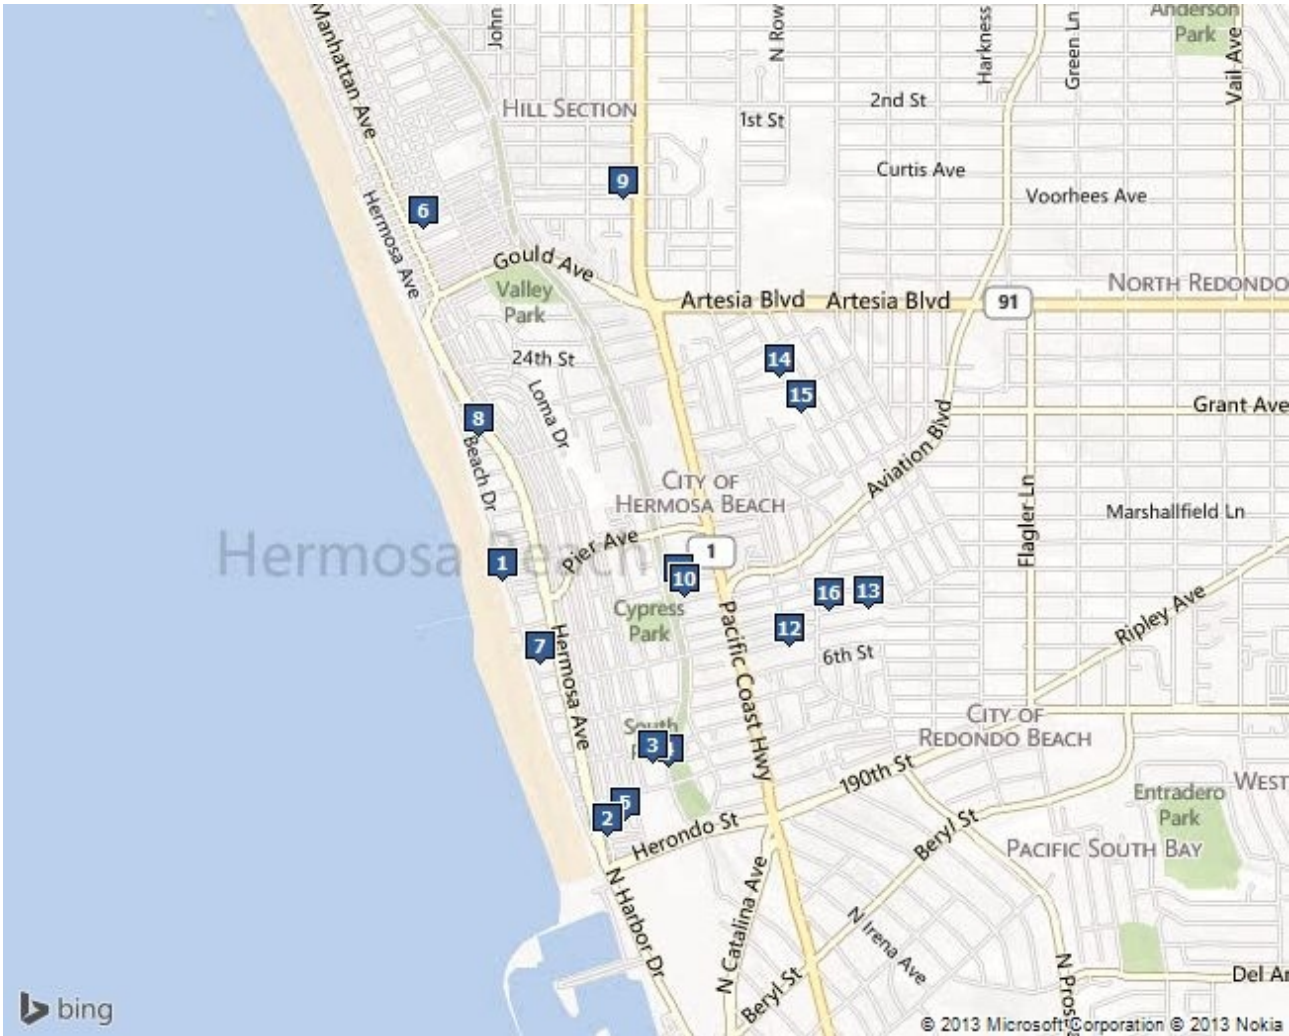 Manhattan Ave
John
N Row
Harkness
Green Ln
Anderson
Park
Vail Ave
HILL SECTION
2nd St
1st St
Curtis Ave
Voorhees Ave
9
6
Hermosa Ave
Gould Ave
Valley
Park
NORTH REDONDO
Artesia Blvd
Artesia Blvd
91
24th St
14
15
Loma Dr
Grant Ave
8
Beach Dr
Aviation Blvd
CITY OF
HERMOSA BEACH
Flagler Ln
Marshallfield Ln
Hermosa Beach
Pier Ave
1
1
10
16
13
Cypress
Park
12
Pacific Coast Hwy
Ripley Ave
7
Hermosa Ave
6th St
South
3
4
CITY OF
REDONDO BEACH
190th St
WEST
Entradero
Park
5
2
Herondo St
Beryl St
PACIFIC SOUTH BAY
N Harbor Dr
N Catalina Ave
N Irena Ave
Beryl St
N Pros
Del Am
bing
© 2013 Microsoft Corporation © 2013 Nokia